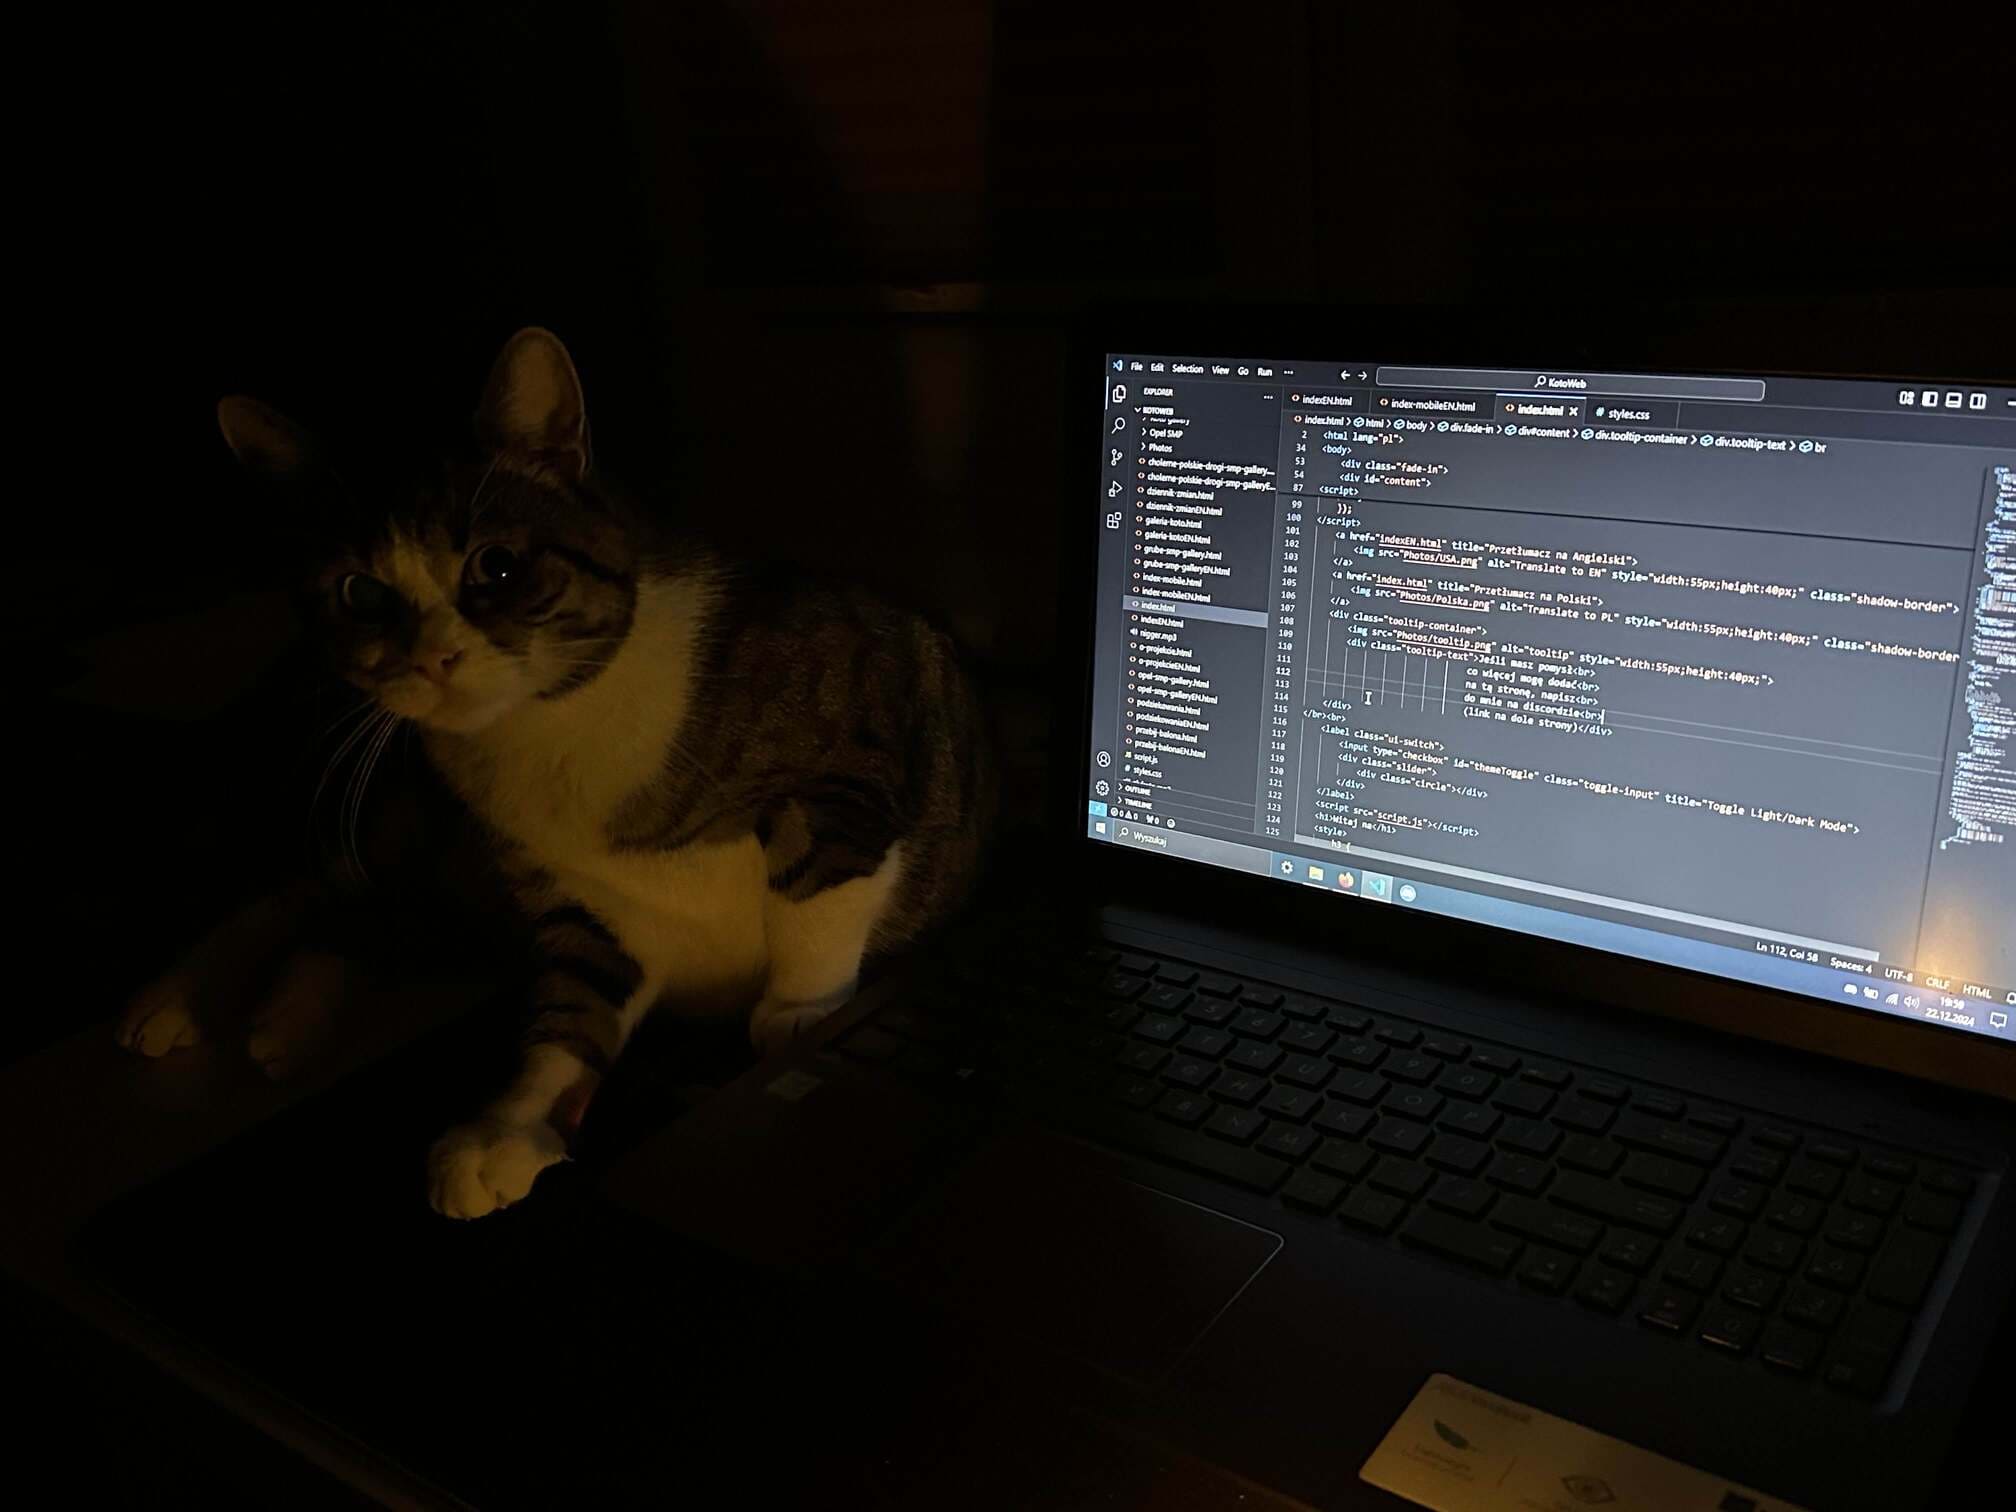 File Edit Selection View Go Run ···
KotoWeb
EXPLORER
KOTOWEB
Opel SMP
Photos
cholerne-polskie-drogi-smp-gallery...
cholerne-polskie-drogi-smp-galleryE...
dziennik-zmian.html
dziennik-zmianEN.html
galeria-koto.html
galeria-kotoEN.html
grube-smp-gallery.html
grube-smp-galleryEN.html
index-mobile.html
index-mobileEN.html
index.html
indexEN.html
nigger.mp3
o-projekcie.html
o-projekcieEN.html
opel-smp-gallery.html
opel-smp-galleryEN.html
podziekowania.html
podziekowaniaEN.html
przebij-balona.html
przebij-balonaEN.html
script.js
styles.css
OUTLINE
TIMELINE
indexEN.html index-mobileEN.html index.html styles.css
index.html > html > body > div.fade-in > div#content > div.tooltip-container > div.tooltip-text > br
2 <html lang="pl">
34 <body>
53 <div class="fade-in">
54 <div id="content">
87 <script>
99 });
100 </script>
101 <a href="indexEN.html" title="Przetłumacz na Angielski">
102 <img src="Photos/USA.png" alt="Translate to EN" style="width:55px;height:40px;" class="shadow-border">
103 </a>
104 <a href="index.html" title="Przetłumacz na Polski">
105 <img src="Photos/Polska.png" alt="Translate to PL" style="width:55px;height:40px;" class="shadow-border
106 </a>
107 <div class="tooltip-container">
108 <img src="Photos/tooltip.png" alt="tooltip" style="width:55px;height:40px;">
109 <div class="tooltip-text">Jeśli masz pomysł<br>
110 co więcej mogę dodać<br>
111 na tą stronę, napisz<br>
112 do mnie na discordzie<br>
113 (link na dole strony)</div>
114 </div>
115 </br><br>
116 <label class="ui-switch">
117 <input type="checkbox" id="themeToggle" class="toggle-input" title="Toggle Light/Dark Mode">
118 <div class="slider">
119 <div class="circle"></div>
120 </div>
121 </label>
122 <script src="script.js"></script>
123 <h1>Witaj na</h1>
124 <style>
125 h3 {
0 0 0
Ln 112, Col 58 Spaces: 4 UTF-8 CRLF HTML
Wyszukaj
19:50
22.12.2024